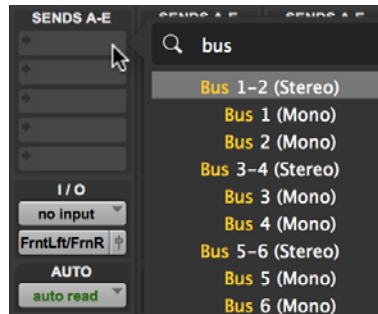 SENDS A-E
SENDS A-E
SENDS A-E
bus
Bus 1-2 (Stereo)
Bus 1 (Mono)
Bus 2 (Mono)
Bus 3-4 (Stereo)
Bus 3 (Mono)
Bus 4 (Mono)
Bus 5-6 (Stereo)
Bus 5 (Mono)
Bus 6 (Mono)
I / O
no input
FrntLft/FrnR
AUTO
auto read